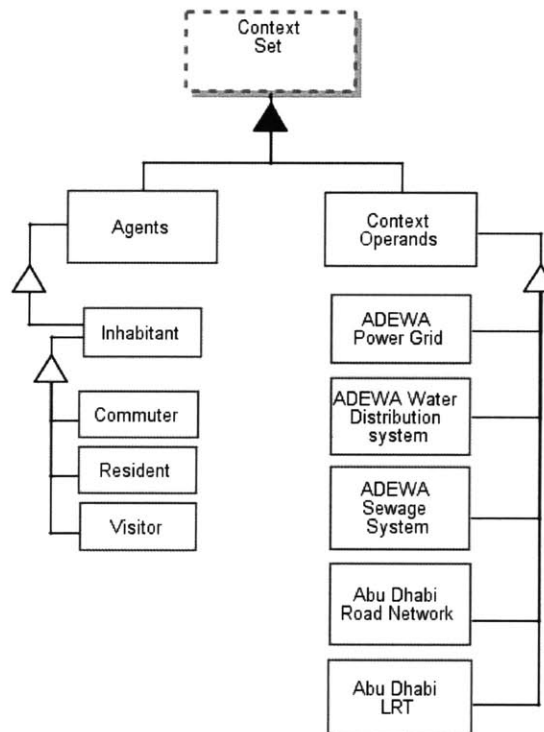 Context
Set
Agents
Context
Operands
Inhabitant
Commuter
Resident
Visitor
ADEWA
Power Grid
ADEWA Water
Distribution
system
ADEWA
Sewage
System
Abu Dhabi
Road Network
Abu Dhabi
LRT